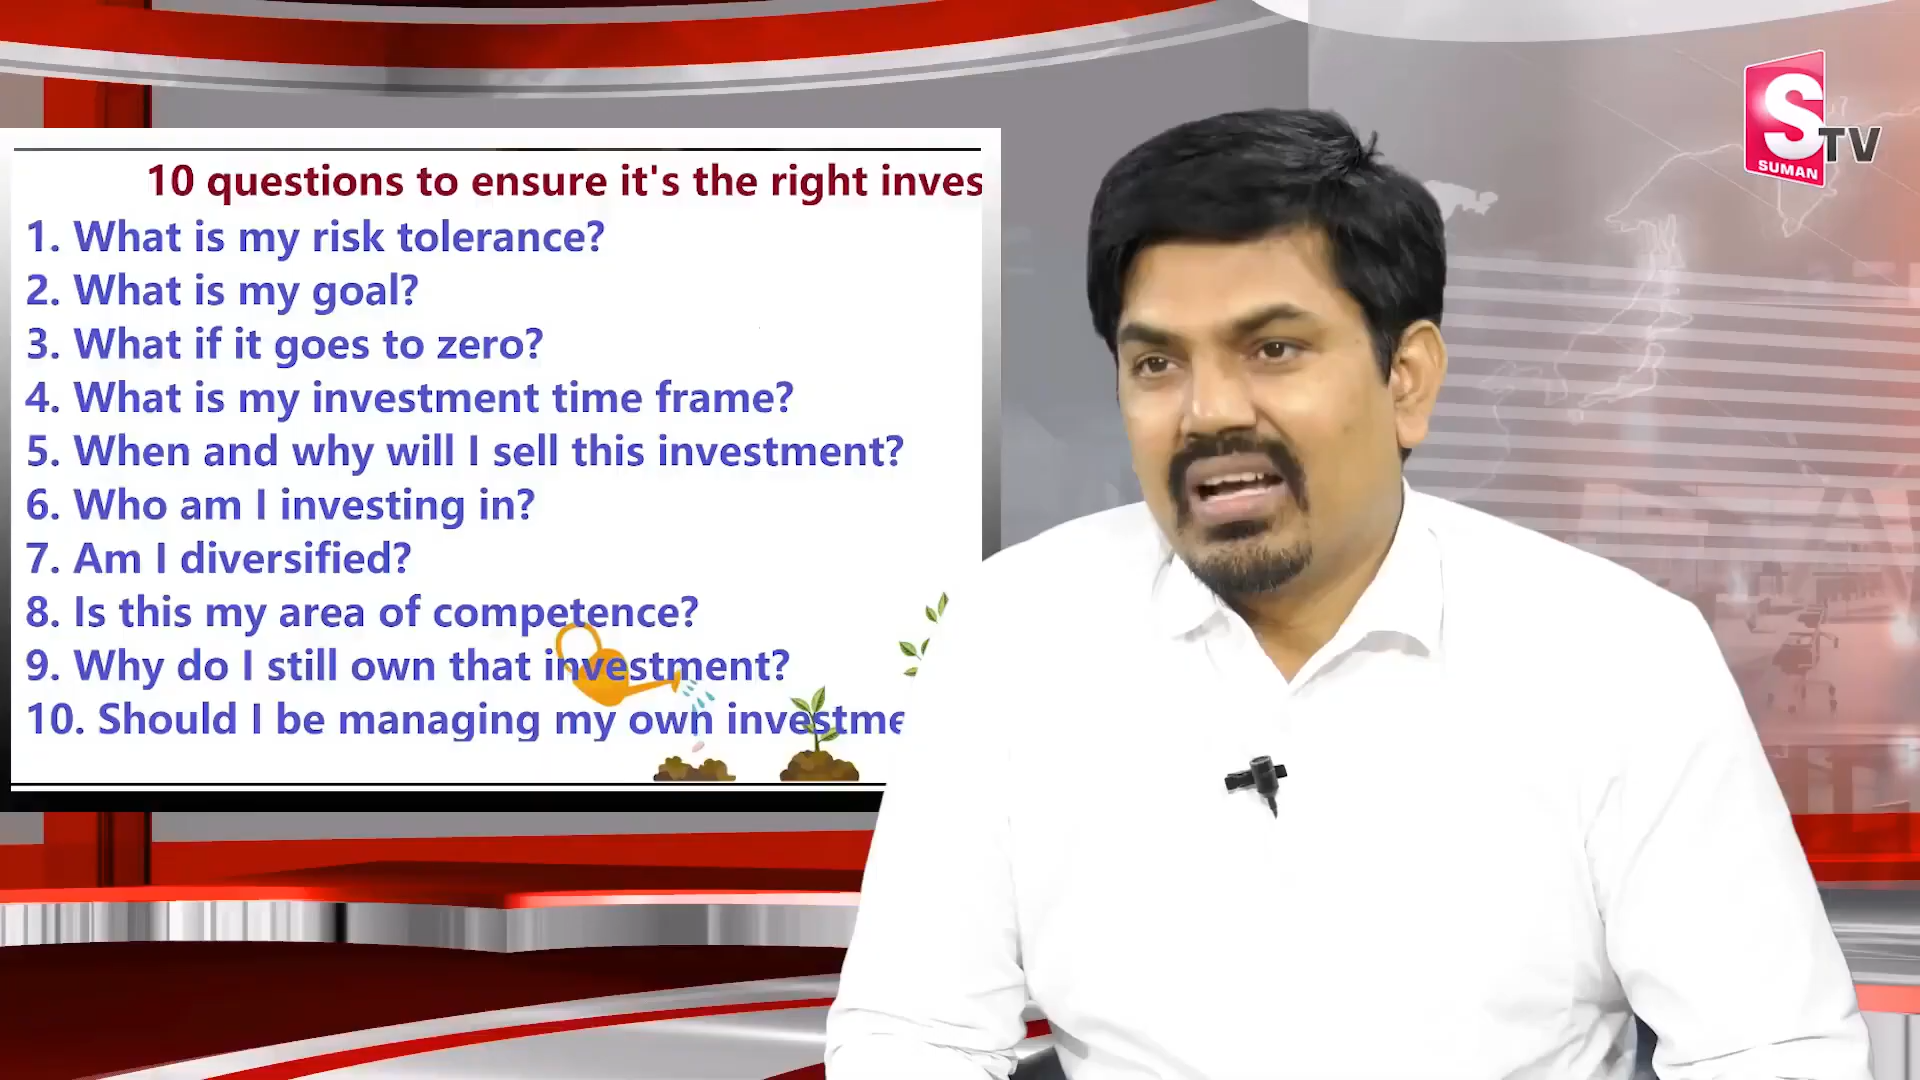 10 questions to ensure it's the right inves
1. What is my risk tolerance?
2. What is my goal?
3. What if it goes to zero?
4. What is my investment time frame?
5. When and why will I sell this investment?
6. Who am I investing in?
7. Am I diversified?
8. Is this my area of competence?
9. Why do I still own that investment?
10. Should I be managing my own investme
S TV
SUMAN